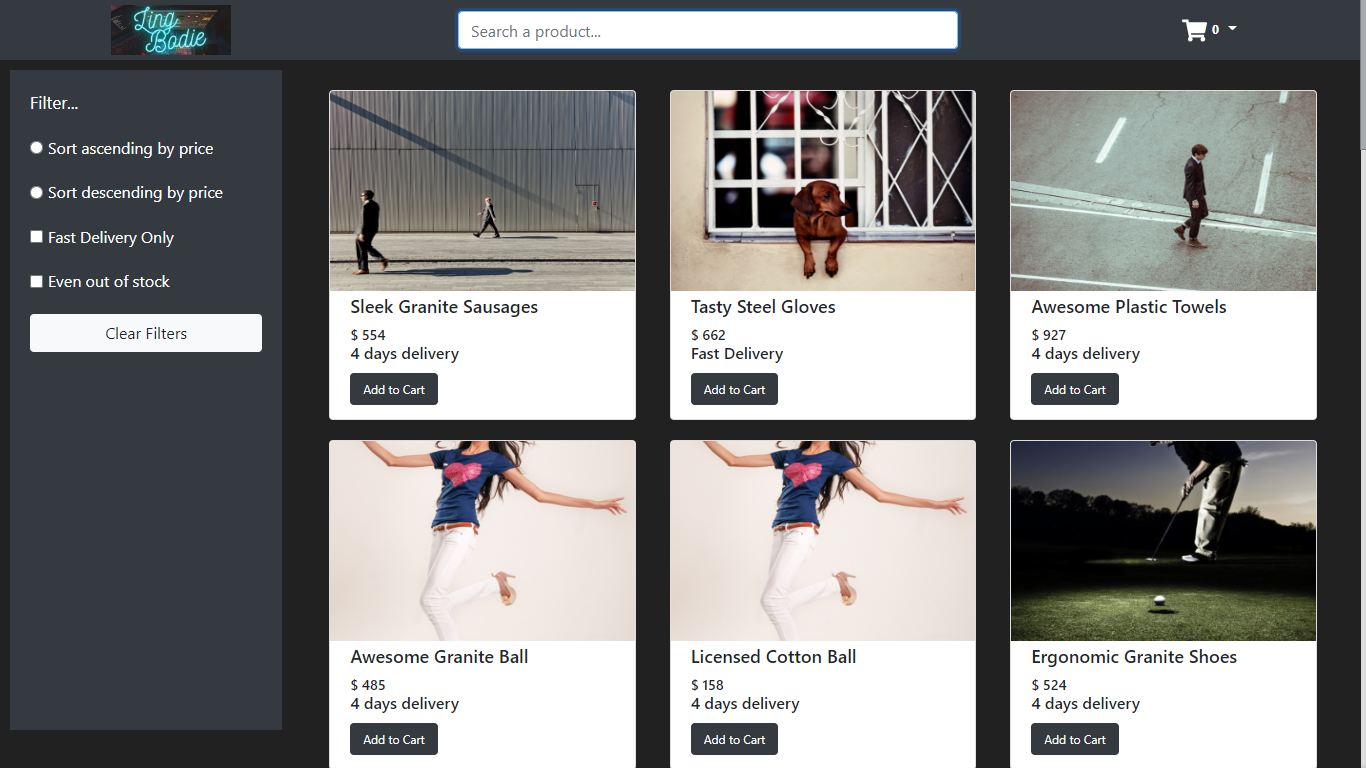 Ling
Bodie
Search a product...
0
Filter...
Sort ascending by price
Sort descending by price
Fast Delivery Only
Even out of stock
Clear Filters
Sleek Granite Sausages
$ 554
4 days delivery
Add to Cart
Tasty Steel Gloves
$ 662
Fast Delivery
Add to Cart
Awesome Plastic Towels
$ 927
4 days delivery
Add to Cart
Awesome Granite Ball
$ 485
4 days delivery
Add to Cart
Licensed Cotton Ball
$ 158
4 days delivery
Add to Cart
Ergonomic Granite Shoes
$ 524
4 days delivery
Add to Cart